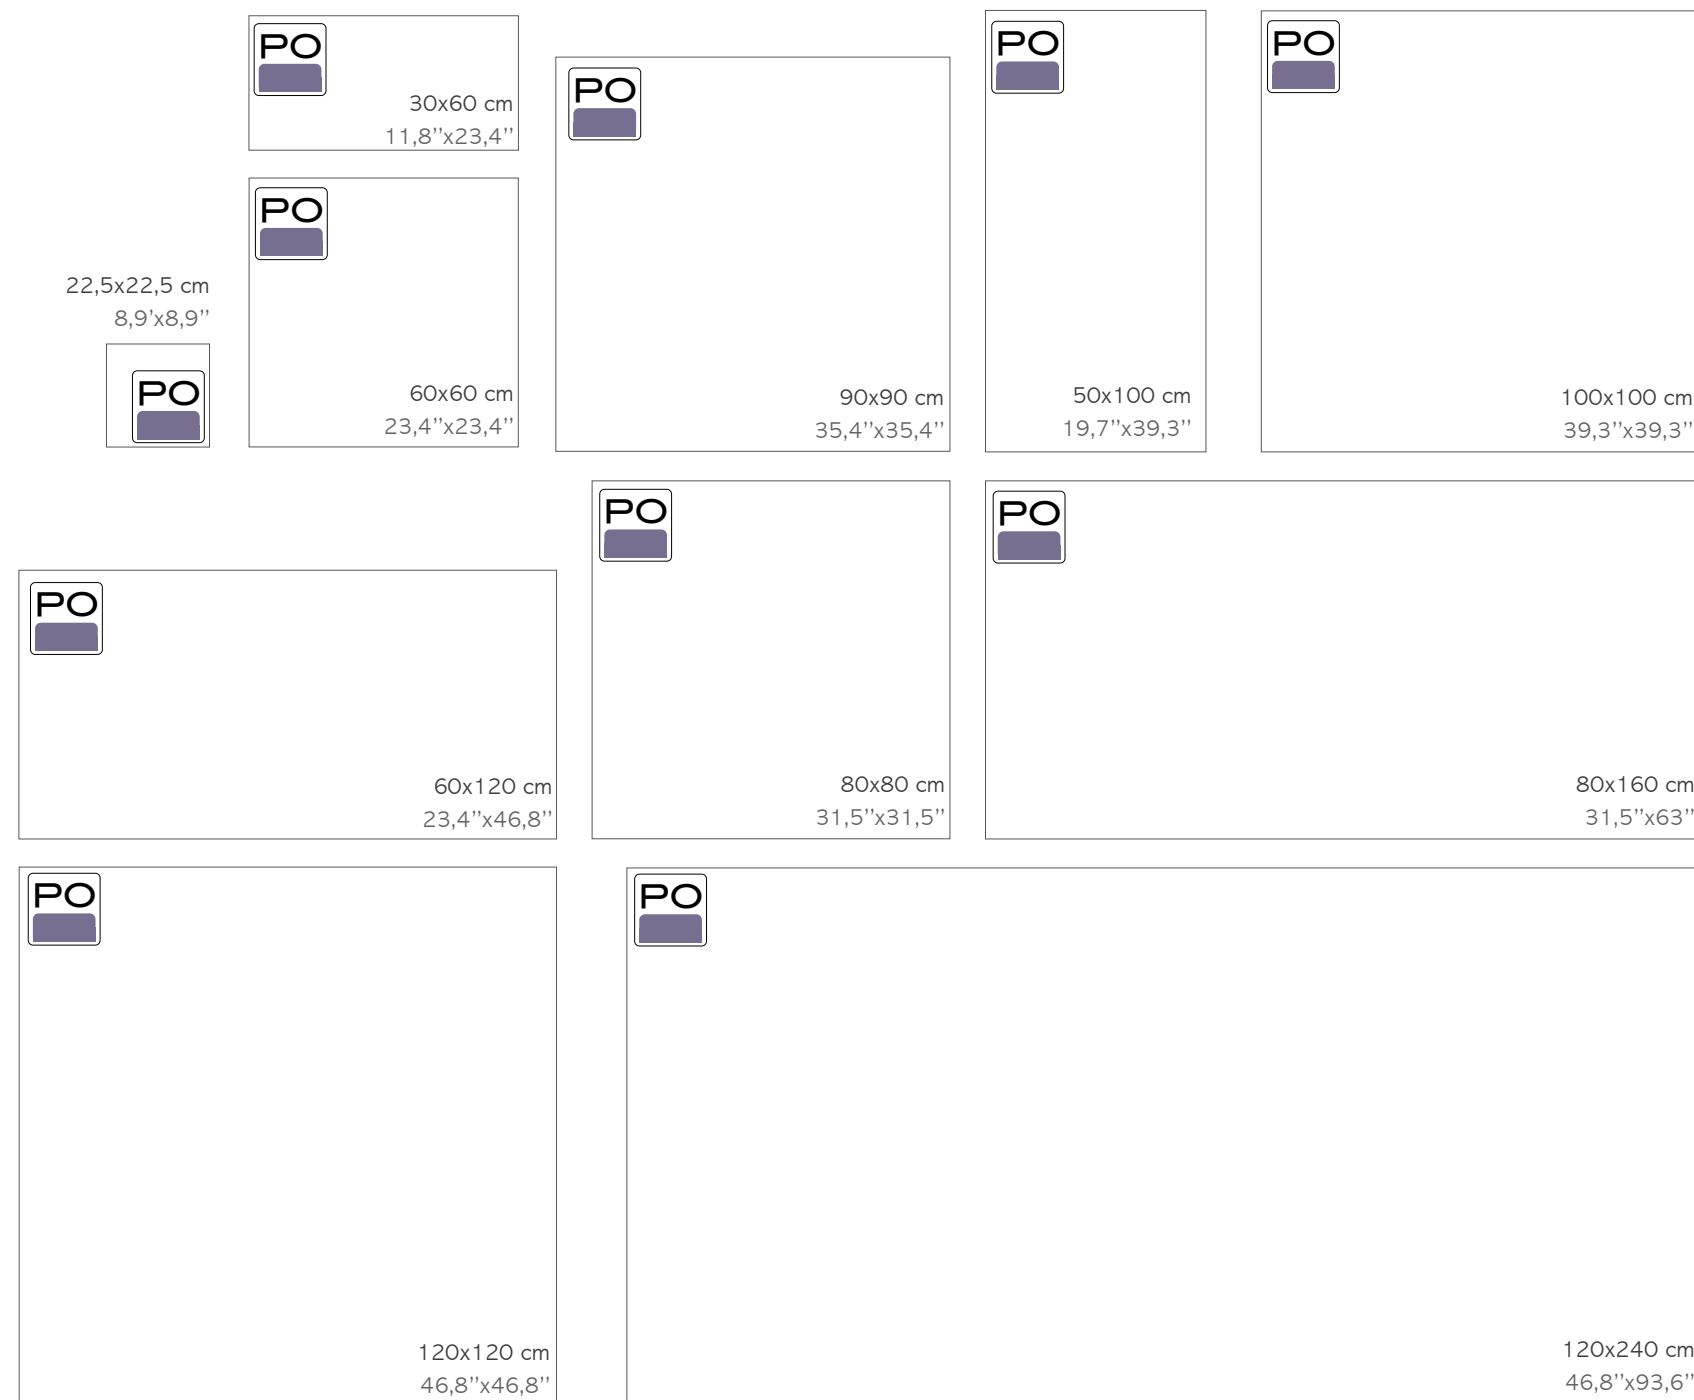 PO
30x60 cm
11,8’’x23,4’’
PO
90x90 cm
35,4’’x35,4’’
PO
50x100 cm
19,7’’x39,3’’
PO
100x100 cm
39,3’’x39,3’’
PO
60x60 cm
23,4’’x23,4’’
22,5x22,5 cm
8,9’x8,9’’
PO
PO
60x120 cm
23,4’’x46,8’’
PO
80x80 cm
31,5’’x31,5’’
PO
80x160 cm
31,5’’x63’’
PO
120x120 cm
46,8’’x46,8’’
PO
120x240 cm
46,8’’x93,6’’